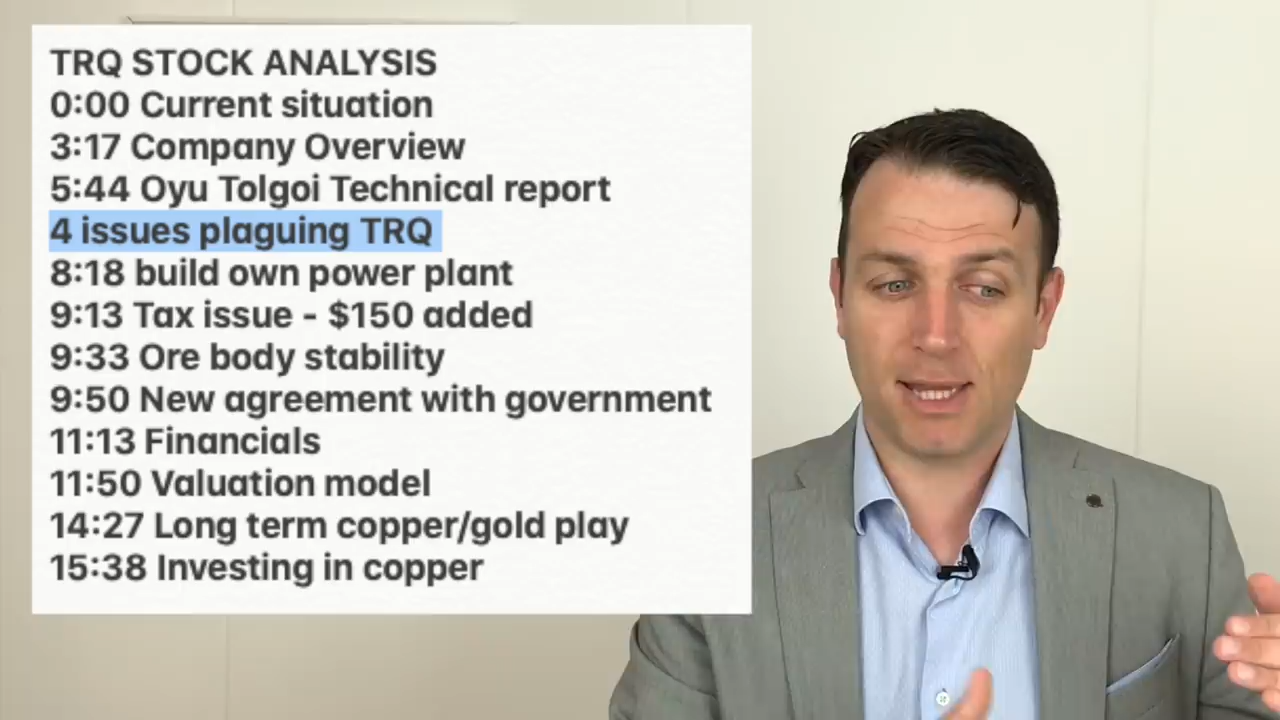 TRQ STOCK ANALYSIS
0:00 Current situation
3:17 Company Overview
5:44 Oyu Tolgoi Technical report
4 issues plaguing TRQ
8:18 build own power plant
9:13 Tax issue - $150 added
9:33 Ore body stability
9:50 New agreement with government
11:13 Financials
11:50 Valuation model
14:27 Long term copper/gold play
15:38 Investing in copper